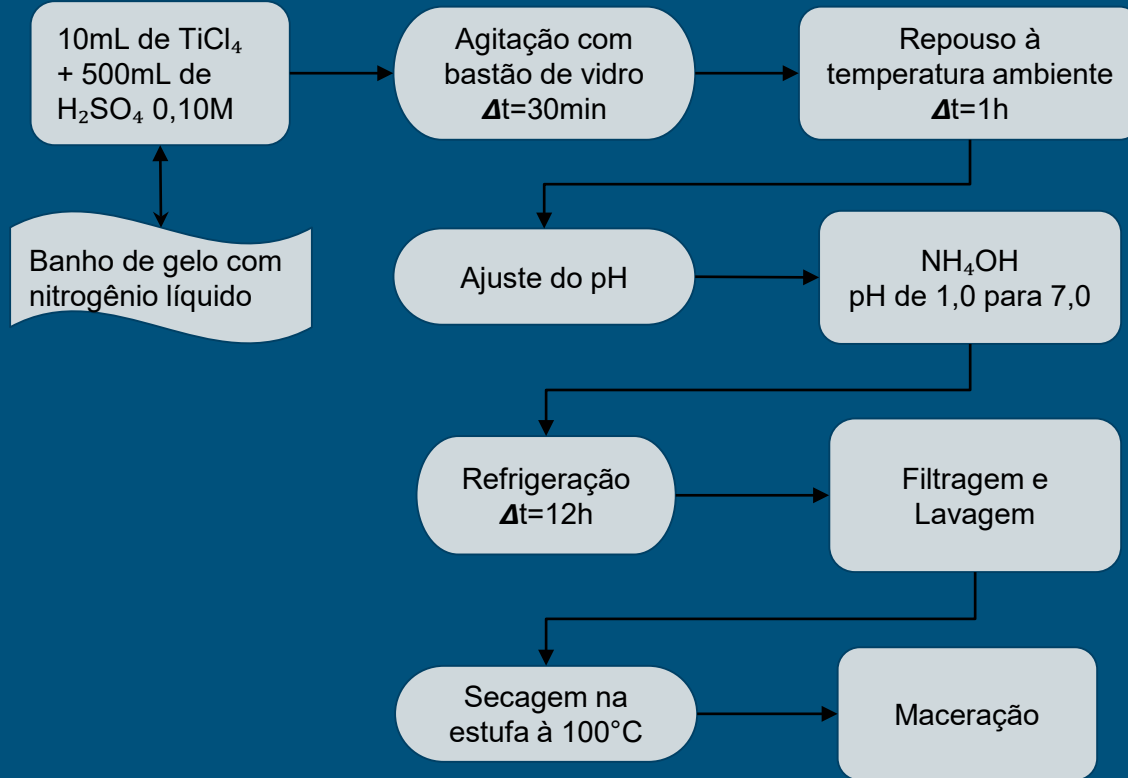 10mL de TiCl₄
+ 500mL de
H₂SO₄ 0,10M
Agitação com
bastão de vidro
Δt=30min
Repouso à
temperatura ambiente
Δt=1h
Banho de gelo com
nitrogênio líquido
Ajuste do pH
NH₄OH
pH de 1,0 para 7,0
Refrigeração
Δt=12h
Filtragem e
Lavagem
Secagem na
estufa à 100°C
Maceração